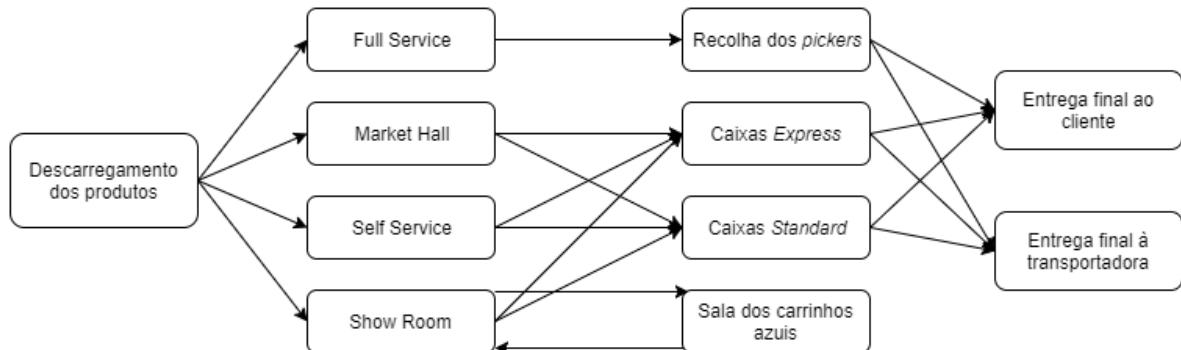 Descarregamento
dos produtos
Full Service
Market Hall
Self Service
Show Room
Recolha dos pickers
Caixas Express
Caixas Standard
Sala dos carrinhos
azuis
Entrega final ao
cliente
Entrega final à
transportadora